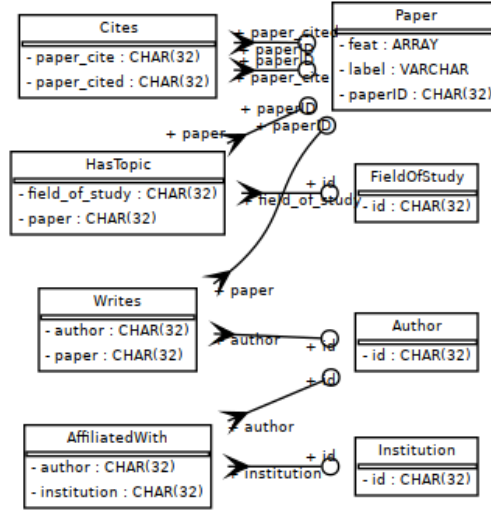 Cites
- paper_cite : CHAR(32)
- paper_cited : CHAR(32)
+ paper_cited
+ paperID
+ paperID
+ paper_cite
Paper
- feat : ARRAY
- label : VARCHAR
- paperID : CHAR(32)
+ paperID
+ paper
+ paperID
HasTopic
- field_of_study : CHAR(32)
- paper : CHAR(32)
+ id
+ field_of_study
FieldOfStudy
- id : CHAR(32)
+ paper
Writes
- author : CHAR(32)
- paper : CHAR(32)
+ author
+ id
Author
- id : CHAR(32)
+ id
+ author
AffiliatedWith
- author : CHAR(32)
- institution : CHAR(32)
+ id
+ institution
Institution
- id : CHAR(32)